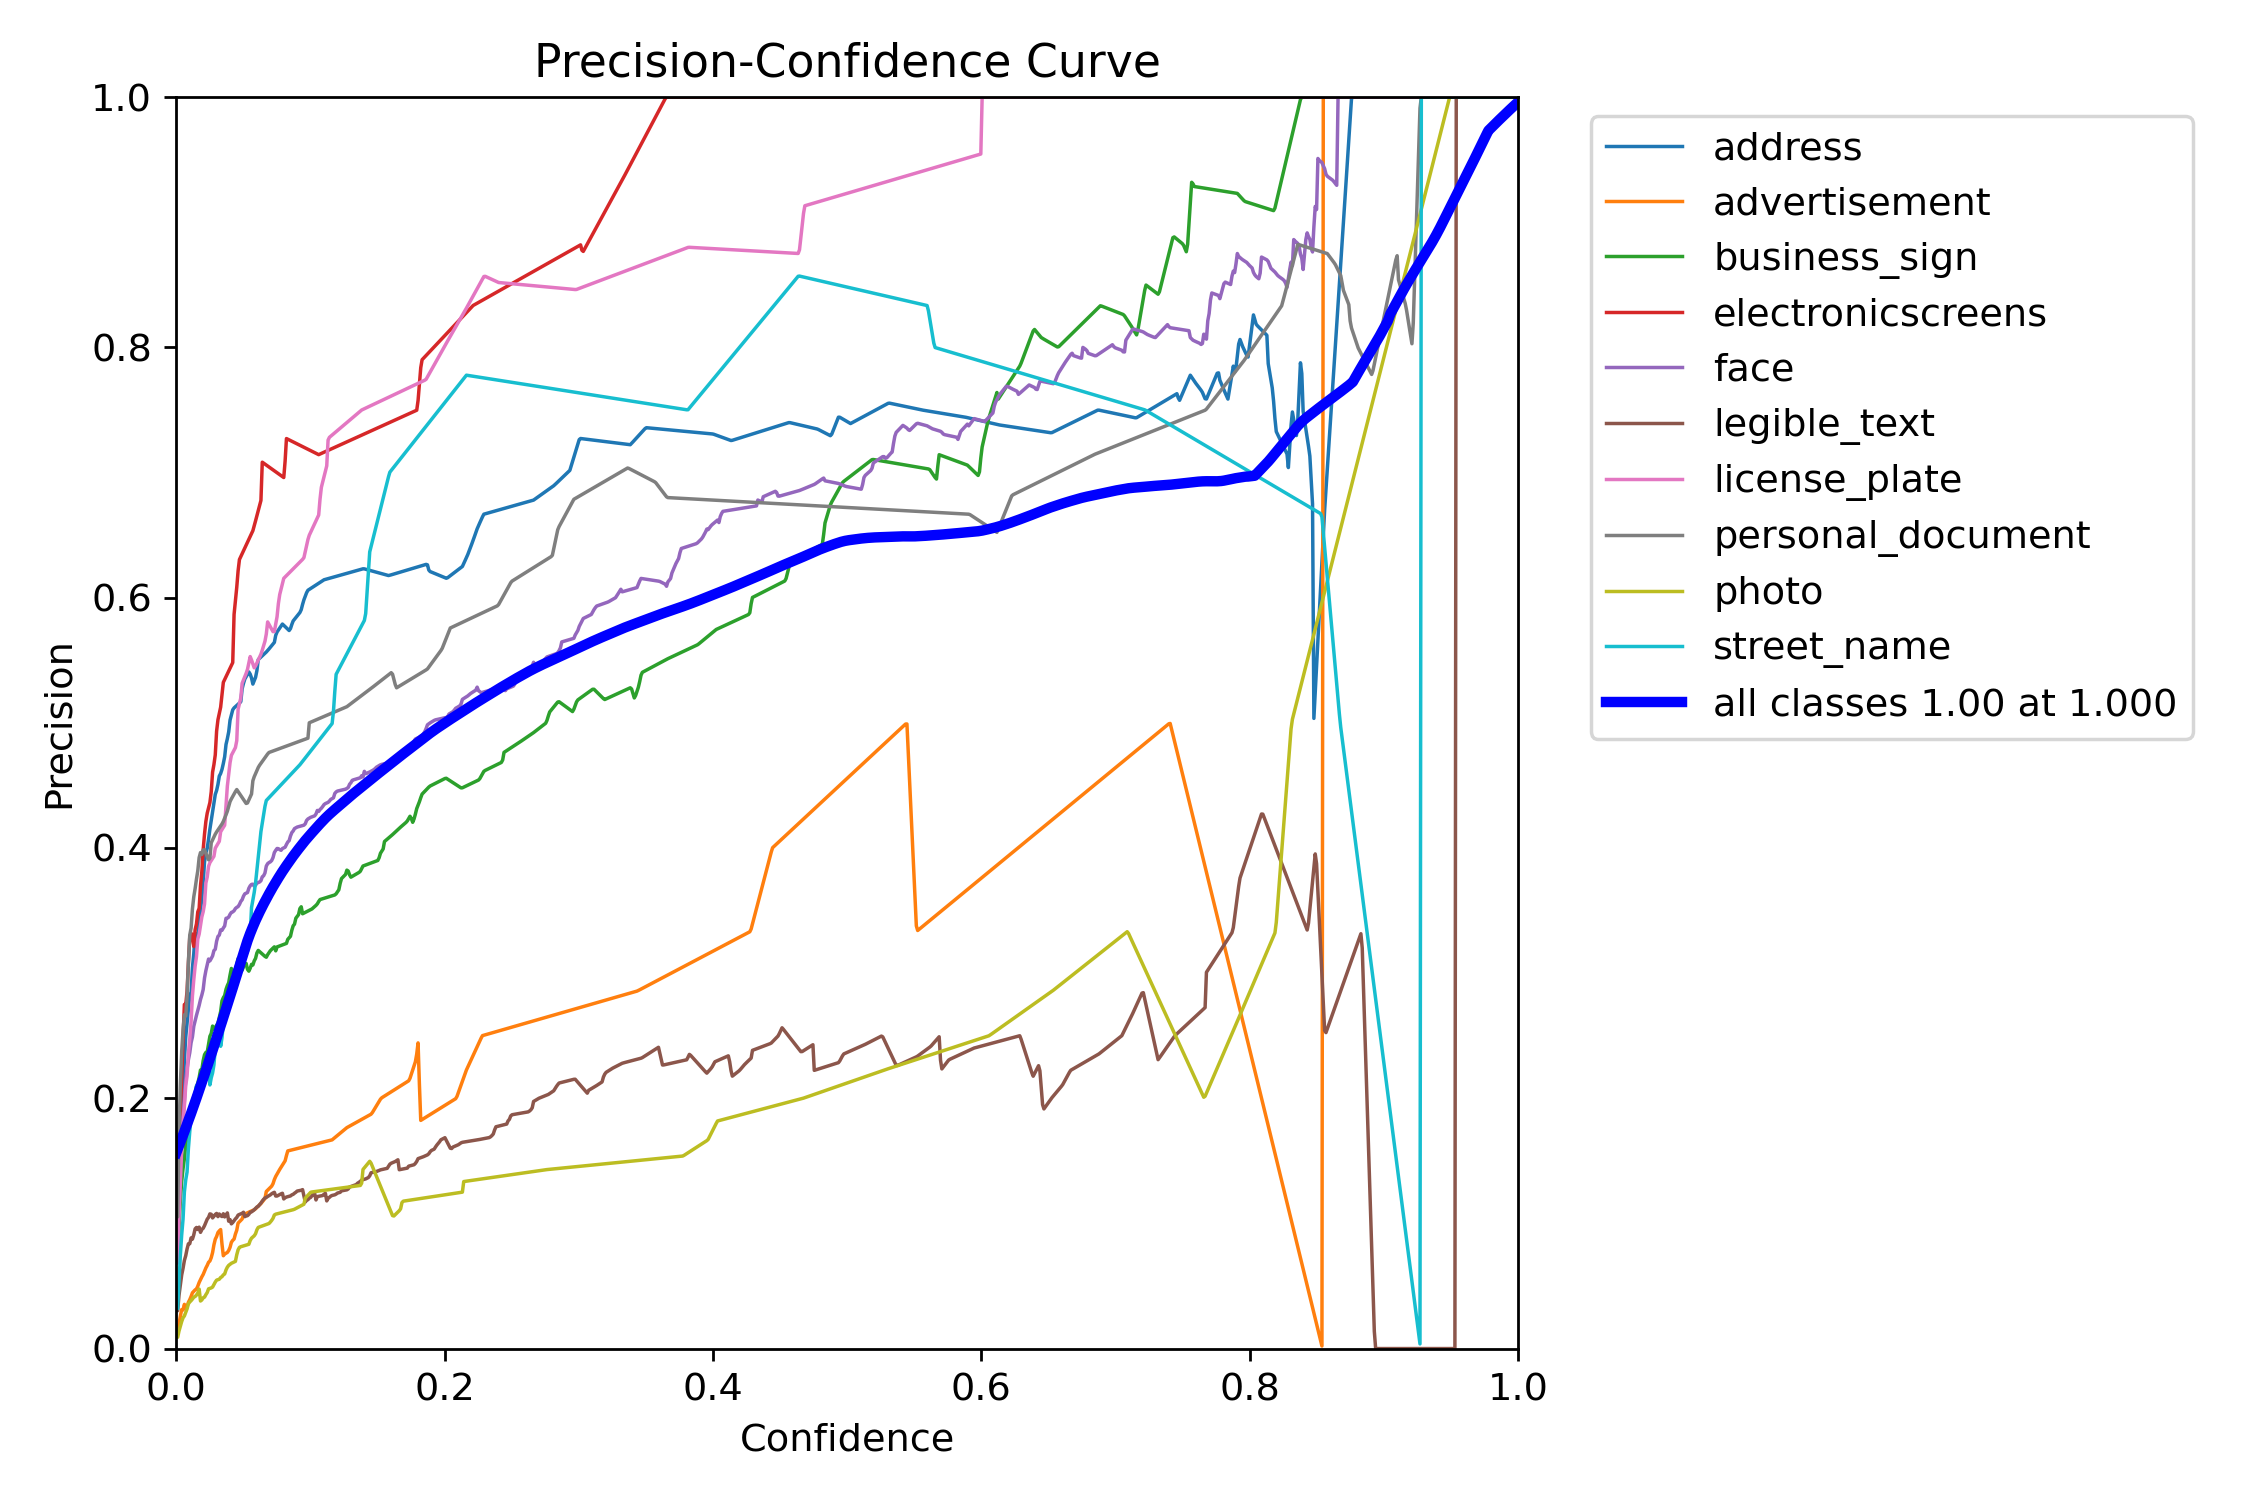 Precision-Confidence Curve
1.0
0.8
0.6
0.4
0.2
0.0
Precision
0.0 0.2 0.4 0.6 0.8 1.0
Confidence
address
advertisement
business_sign
electronicscreens
face
legible_text
license_plate
personal_document
photo
street_name
all classes 1.00 at 1.000